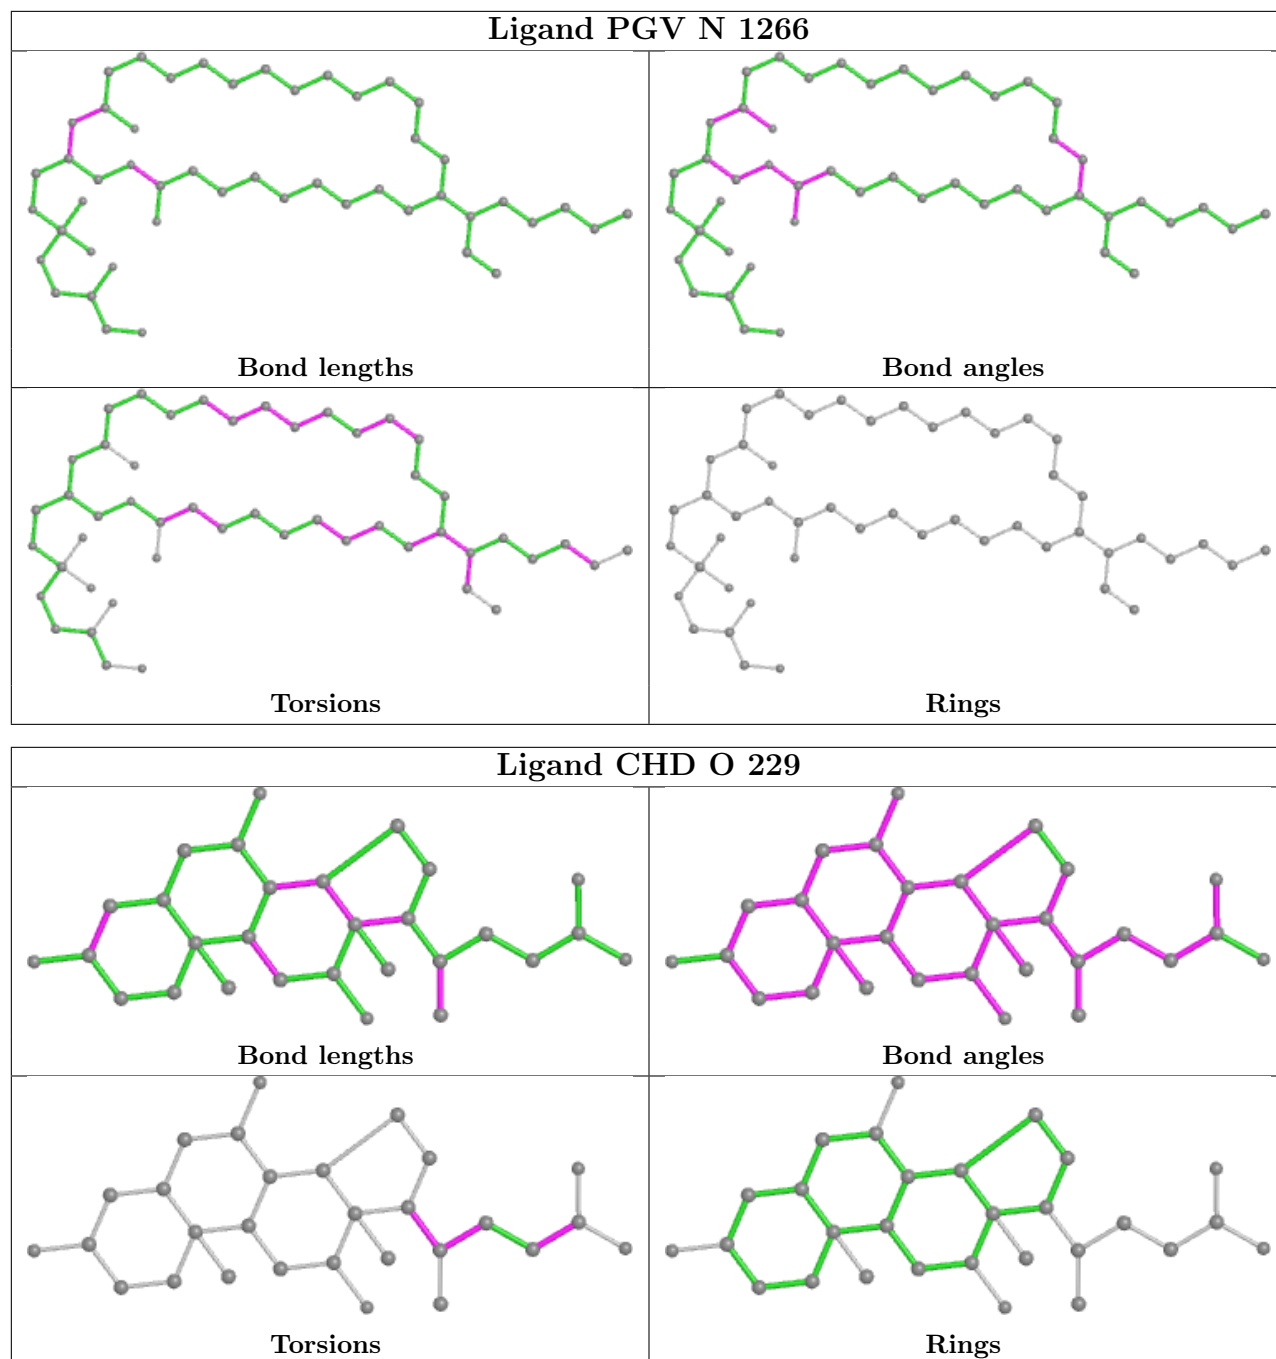 Ligand PGV N 1266
Bond lengths
Bond angles
Torsions
Rings
Ligand CHD O 229
Bond lengths
Bond angles
Torsions
Rings